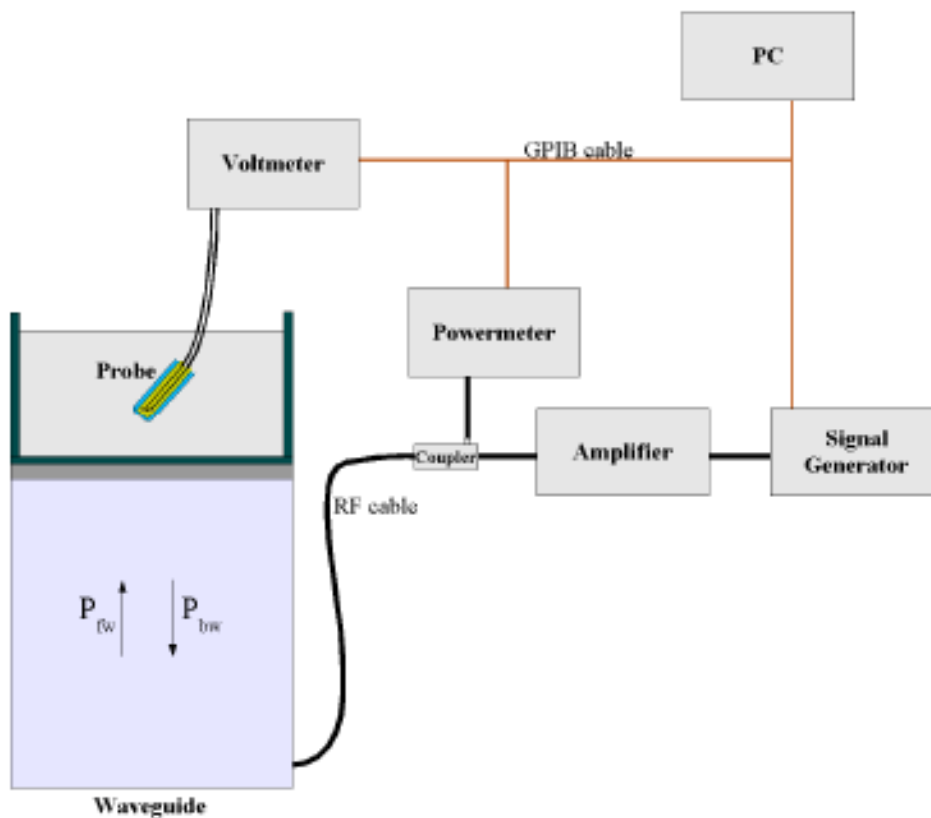 PC
GPIB cable
Voltmeter
Powermeter
Probe
Coupler
Amplifier
Signal
Generator
RF cable
P fw
P bw
Waveguide